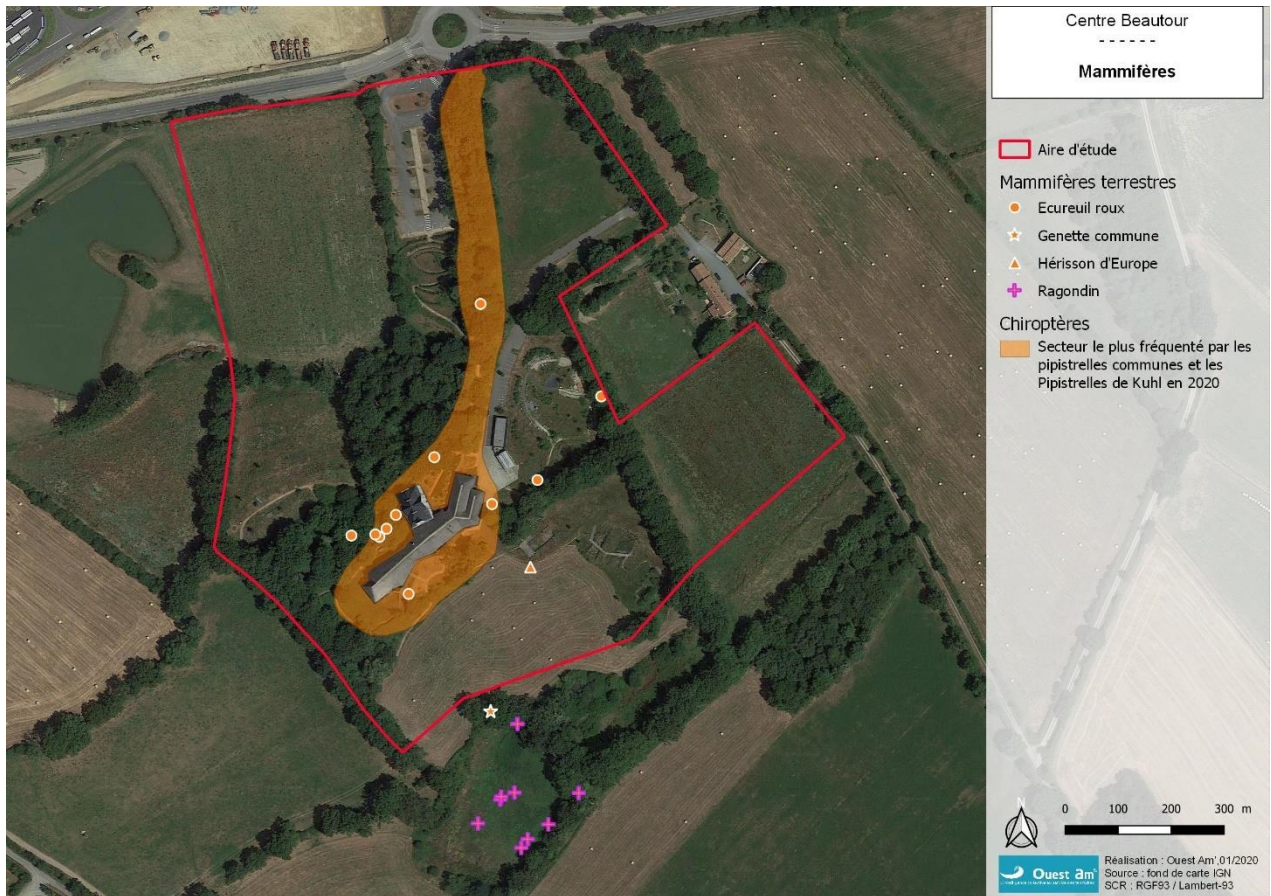 Centre Beautour
- - - - - -
Mammifères
Aire d'étude
Mammifères terrestres
Ecureuil roux
Genette commune
Hérisson d'Europe
Ragondin
Chiroptères
Secteur le plus fréquenté par les
pipistrelles communes et les
Pipistrelles de Kuhl en 2020
N
0 100 200 300 m
Ouest am'
Réalisation : Ouest Am',01/2020
Source : fond de carte IGN
SCR : RGF93 / Lambert-93